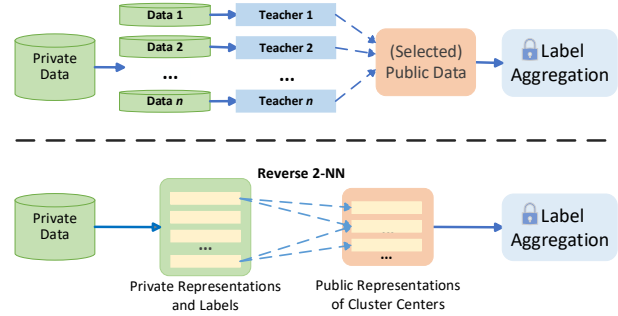 Private
Data
Data 1
Teacher 1
Data 2
Teacher 2
...
...
Data n
Teacher n
(Selected)
Public Data
Label
Aggregation
Reverse 2-NN
Private
Data
...
Private Representations
and Labels
...
...
Public Representations
of Cluster Centers
Label
Aggregation